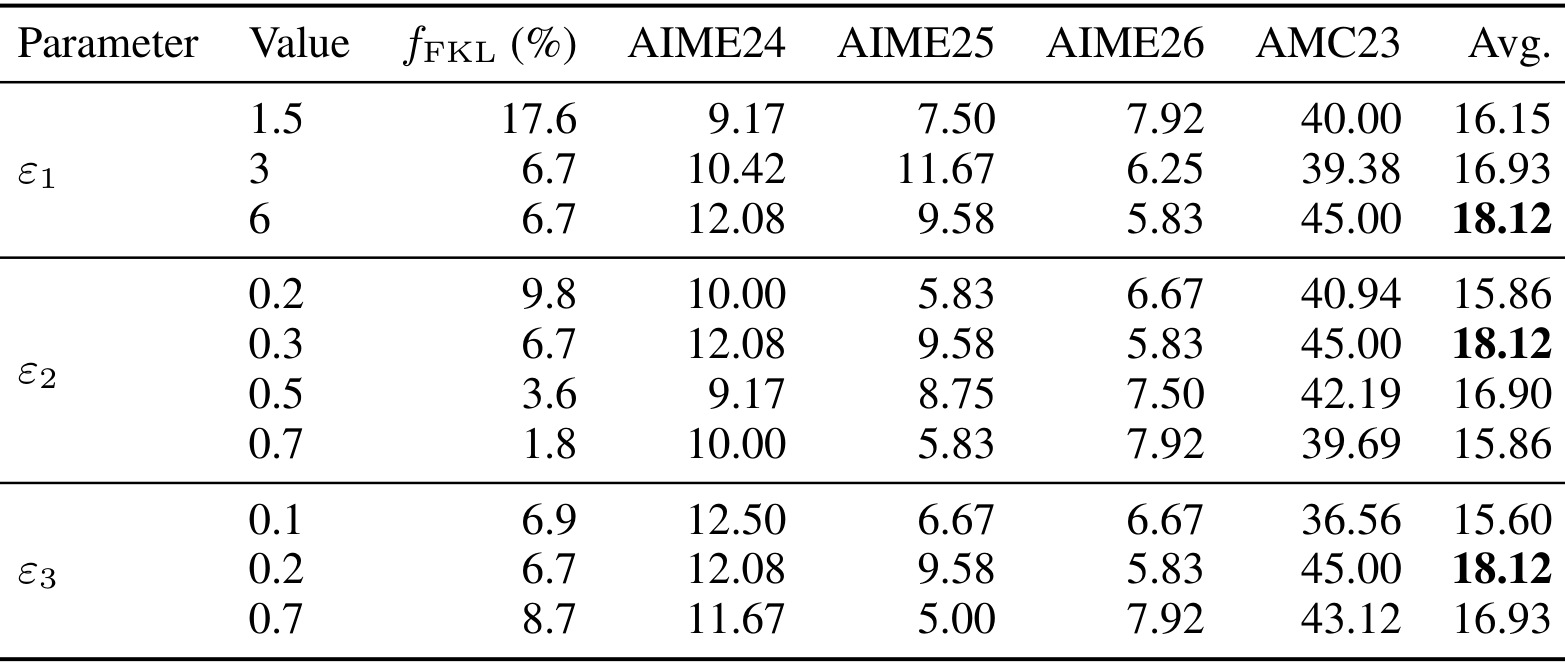 Parameter Value f_FKL (%) AIME24 AIME25 AIME26 AMC23 Avg.
1.5 17.6 9.17 7.50 7.92 40.00 16.15
ε₁ 3 6.7 10.42 11.67 6.25 39.38 16.93
6 6.7 12.08 9.58 5.83 45.00 18.12
0.2 9.8 10.00 5.83 6.67 40.94 15.86
0.3 6.7 12.08 9.58 5.83 45.00 18.12
ε₂
0.5 3.6 9.17 8.75 7.50 42.19 16.90
0.7 1.8 10.00 5.83 7.92 39.69 15.86
0.1 6.9 12.50 6.67 6.67 36.56 15.60
ε₃ 0.2 6.7 12.08 9.58 5.83 45.00 18.12
0.7 8.7 11.67 5.00 7.92 43.12 16.93